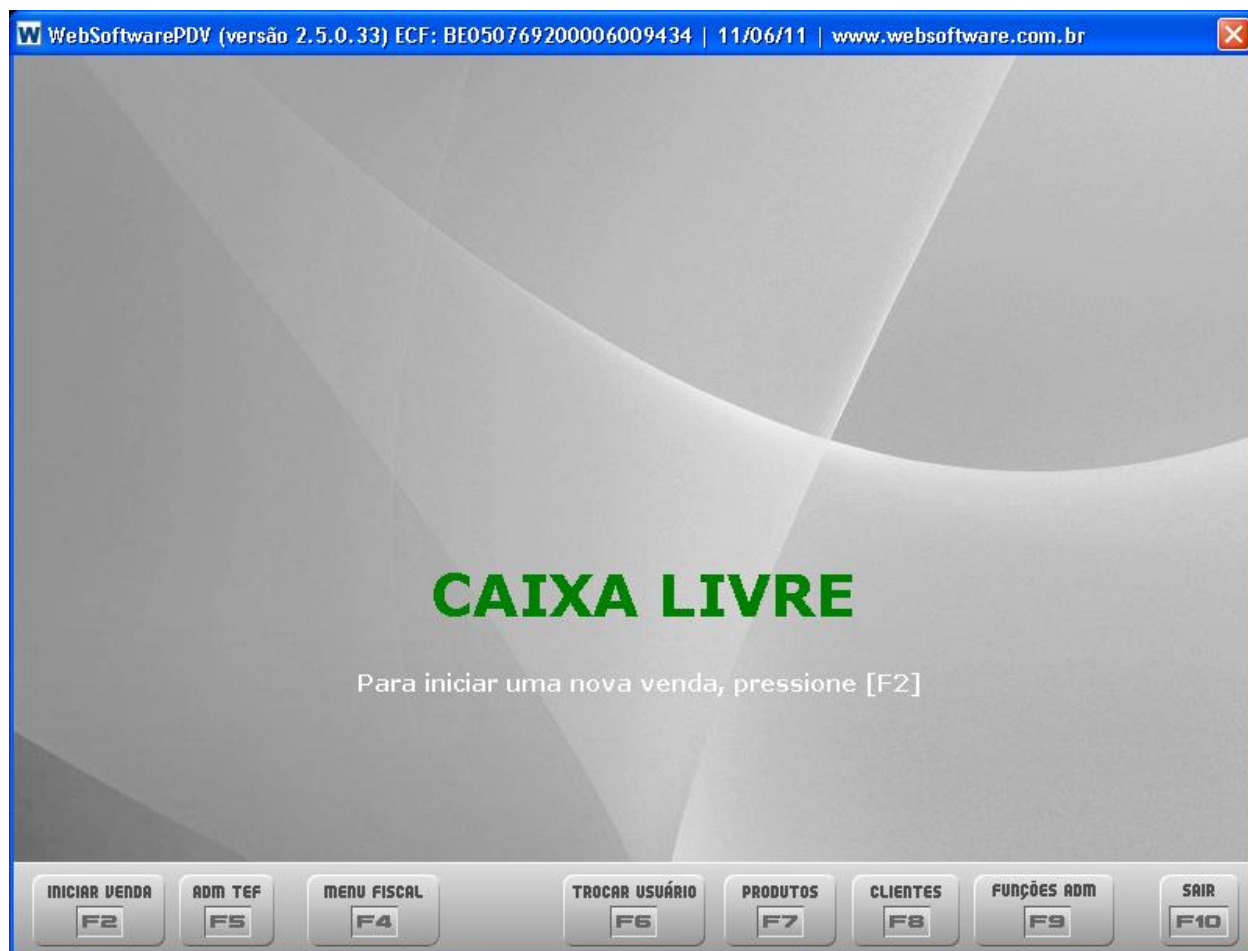 W WebSoftwarePDV (versão 2.5.0.33) ECF: BE050769200006009434 | 11/06/11 | www.websoftware.com.br
CAIXA LIVRE
Para iniciar uma nova venda, pressione [F2]
INICIAR VENDA ADM TEF MENU FISCAL TROCAR USUÁRIO PRODUTOS CLIENTES FUNÇÕES ADM SAIR
F2 F5 F4 F6 F7 F8 F9 F10